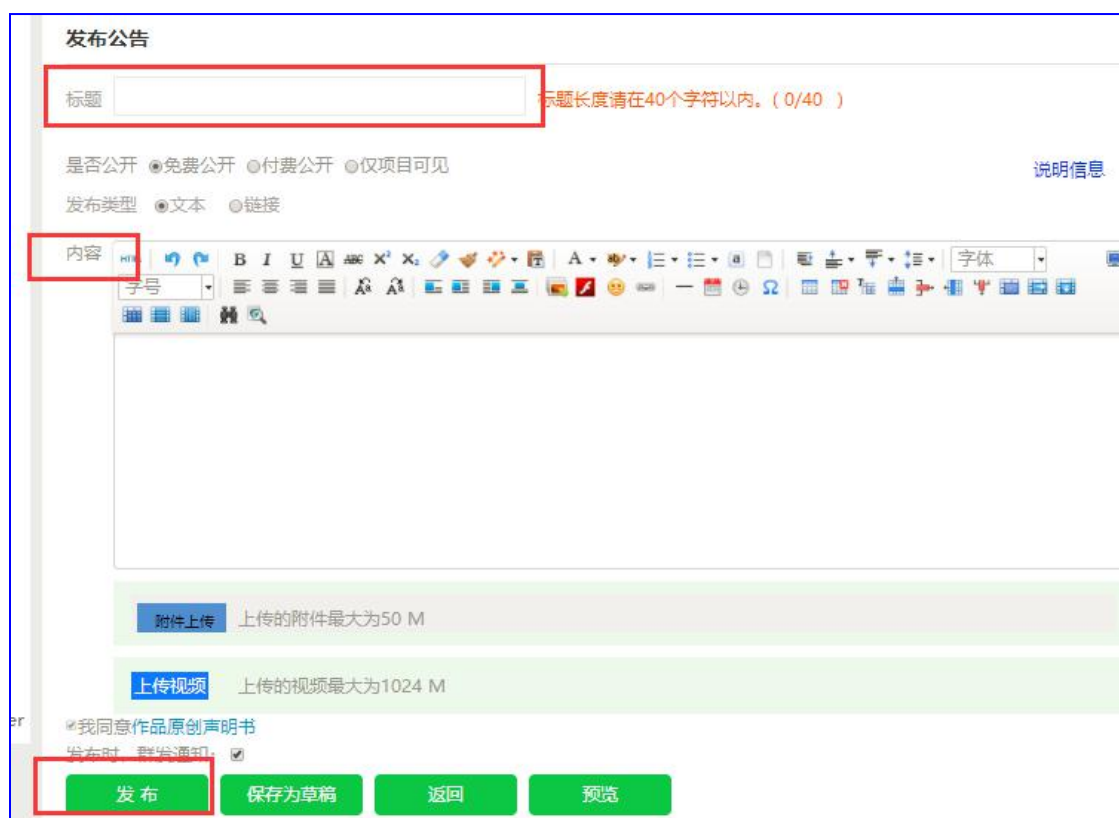 发布公告
标题 标题长度请在40个字符以内。( 0/40 )
是否公开 免费公开 付费公开 仅项目可见 说明信息
发布类型 文本 链接
内容 HTML B I U A ABC X² X₂ T A a 字体
字号 Ω
附件上传 上传的附件最大为50 M
上传视频 上传的视频最大为1024 M
er
我同意作品原创声明书
发布时，群发通知：
发 布 保存为草稿 返回 预览